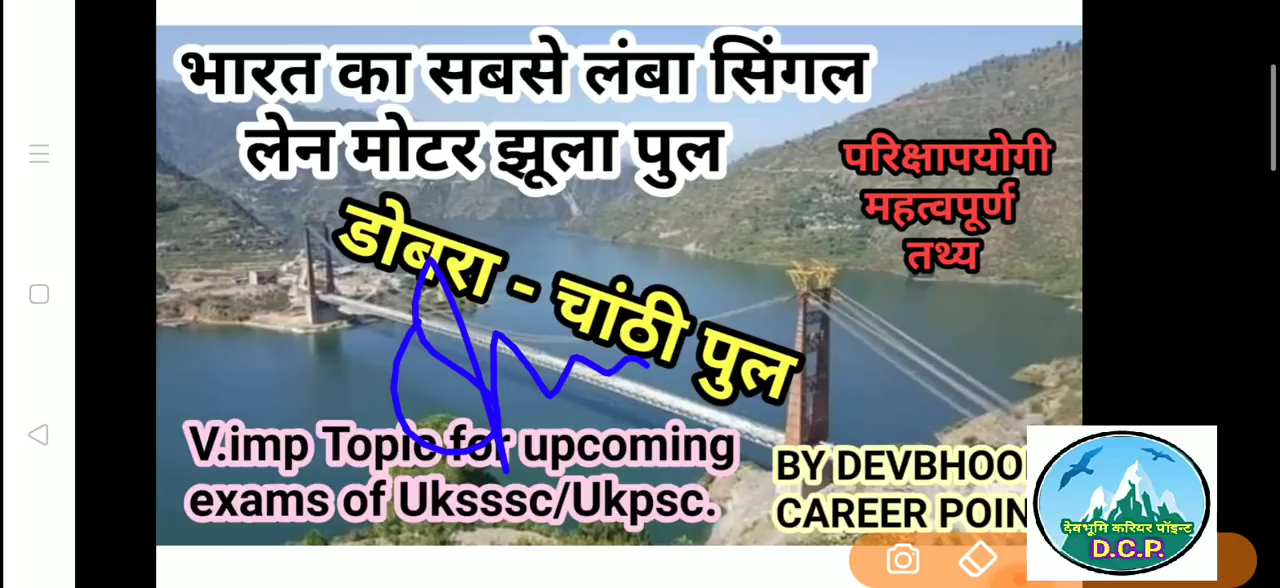 भारत का सबसे लंबा सिंगल
लेन मोटर झूला पुल
परिक्षापयोगी
महत्वपूर्ण
तथ्य
डोबरा - चांठी पुल
V.imp Topic for upcoming
exams of Uksssc/Ukpsc.
BY DEVBHOO
CAREER POIN
देवभूमि करियर पॉइन्ट
D.C.P.